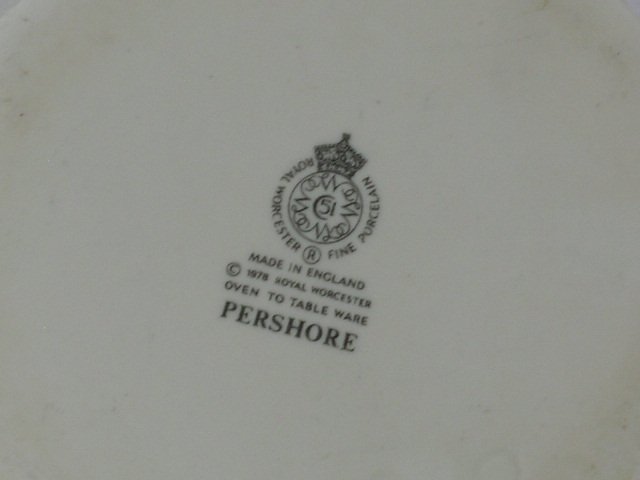 ROYAL WORCESTER ® FINE PORCELAIN
51
MADE IN ENGLAND
© 1978 ROYAL WORCESTER
OVEN TO TABLE WARE
PERSHORE